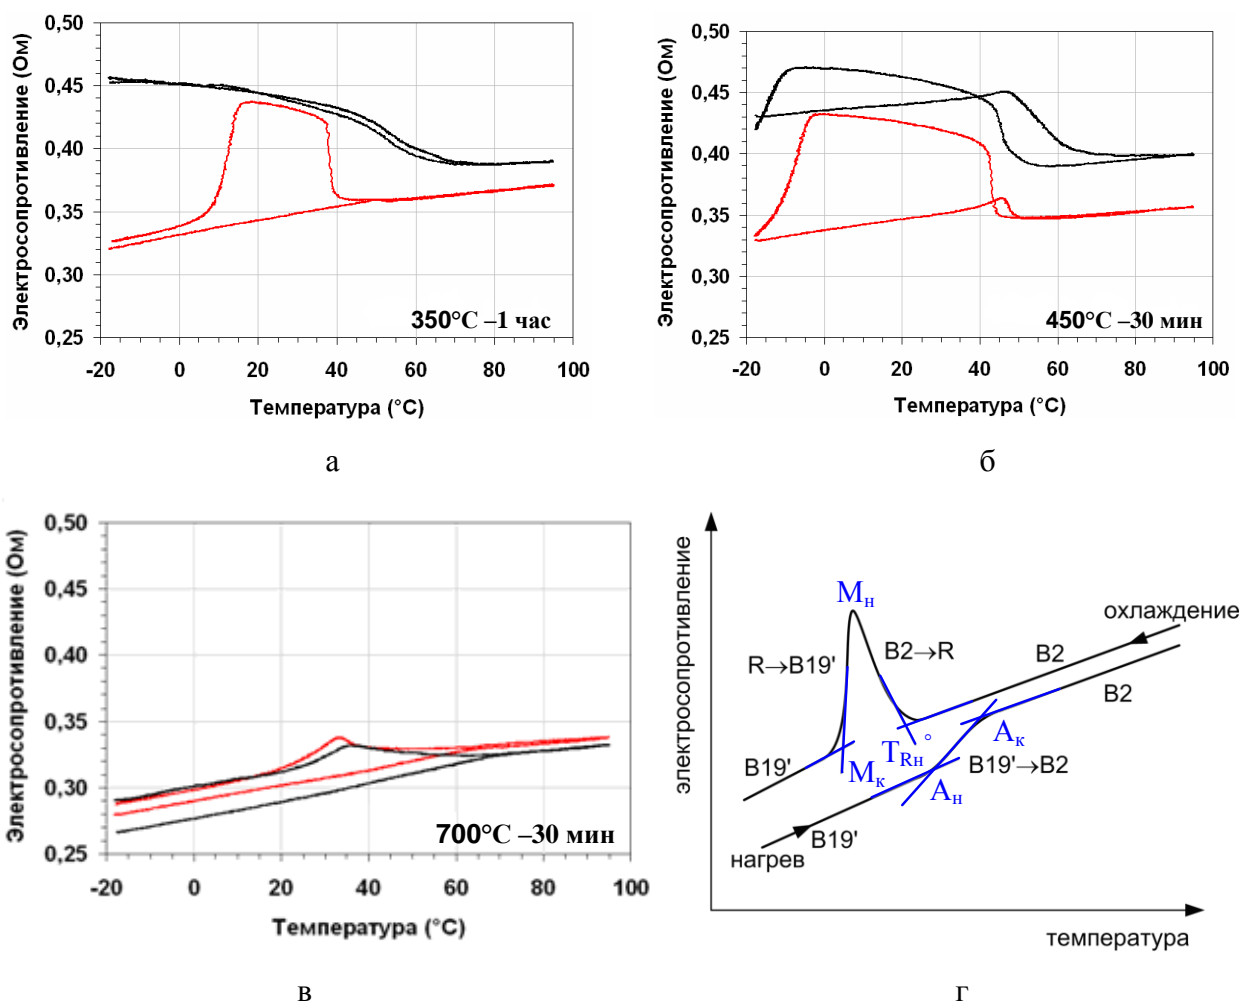 0,50
0,45
0,40
0,35
0,30
0,25
Электросопротивление (Ом)
350°C –1 час
-20 0 20 40 60 80 100
Температура (°C)
а
0,50
0,45
0,40
0,35
0,30
0,25
Электросопротивление (Ом)
450°C –30 мин
-20 0 20 40 60 80 100
Температура (°C)
б
0,50
0,45
0,40
0,35
0,30
0,25
Электросопротивление (Ом)
700°C –30 мин
-20 0 20 40 60 80 100
Температура (°C)
в
электросопротивление
Mн
охлаждение
R→B19'
B2→R
B2
B2
B19'
Mк
TRн
°
Aк
B19'→B2
Aн
B19'
нагрев
температура
г